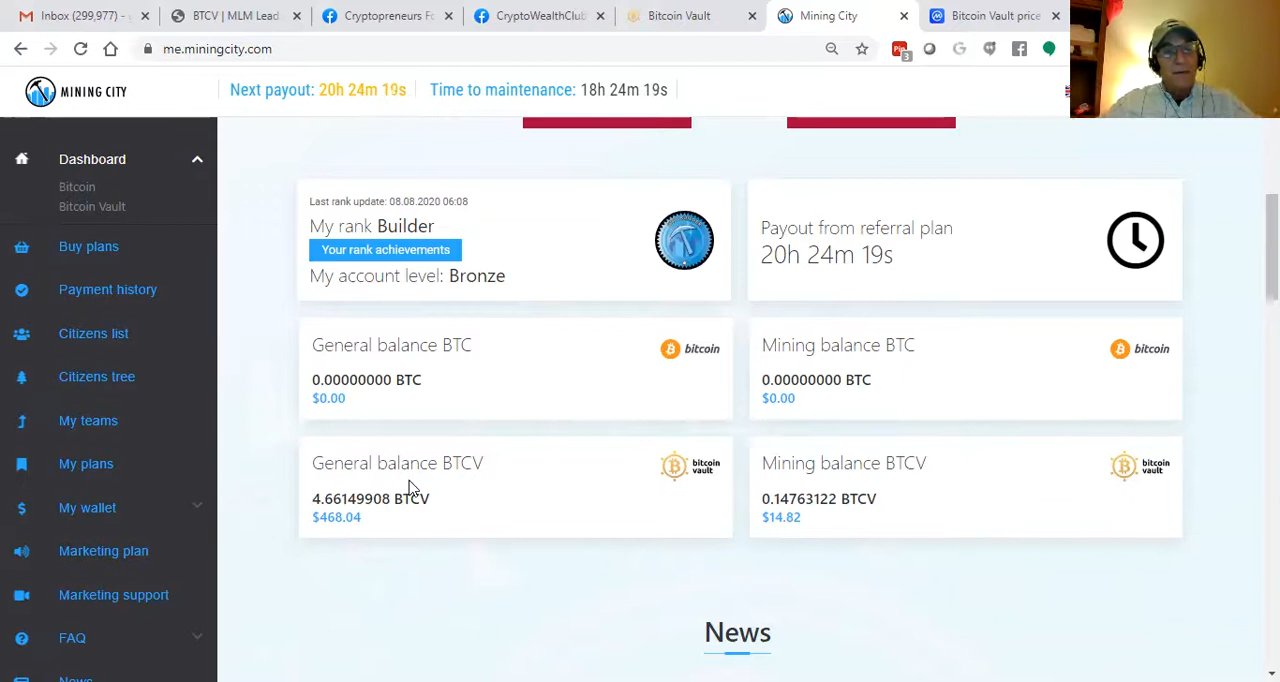 Inbox (299,977) -
BTCV | MLM Lead
Cryptopreneurs Fo
CryptoWealthClub
Bitcoin Vault
Mining City
Bitcoin Vault price
me.miningcity.com
3
MINING CITY
Next payout: 20h 24m 19s
Time to maintenance: 18h 24m 19s
Dashboard
Bitcoin
Bitcoin Vault
Buy plans
Payment history
Citizens list
Citizens tree
My teams
My plans
My wallet
Marketing plan
Marketing support
FAQ
News
Last rank update: 08.08.2020 06:08
My rank Builder
Your rank achievements
My account level: Bronze
Payout from referral plan
20h 24m 19s
General balance BTC
bitcoin
0.00000000 BTC
$0.00
Mining balance BTC
bitcoin
0.00000000 BTC
$0.00
General balance BTCV
bitcoin
vault
4.66149908 BTCV
$468.04
Mining balance BTCV
bitcoin
vault
0.14763122 BTCV
$14.82
News